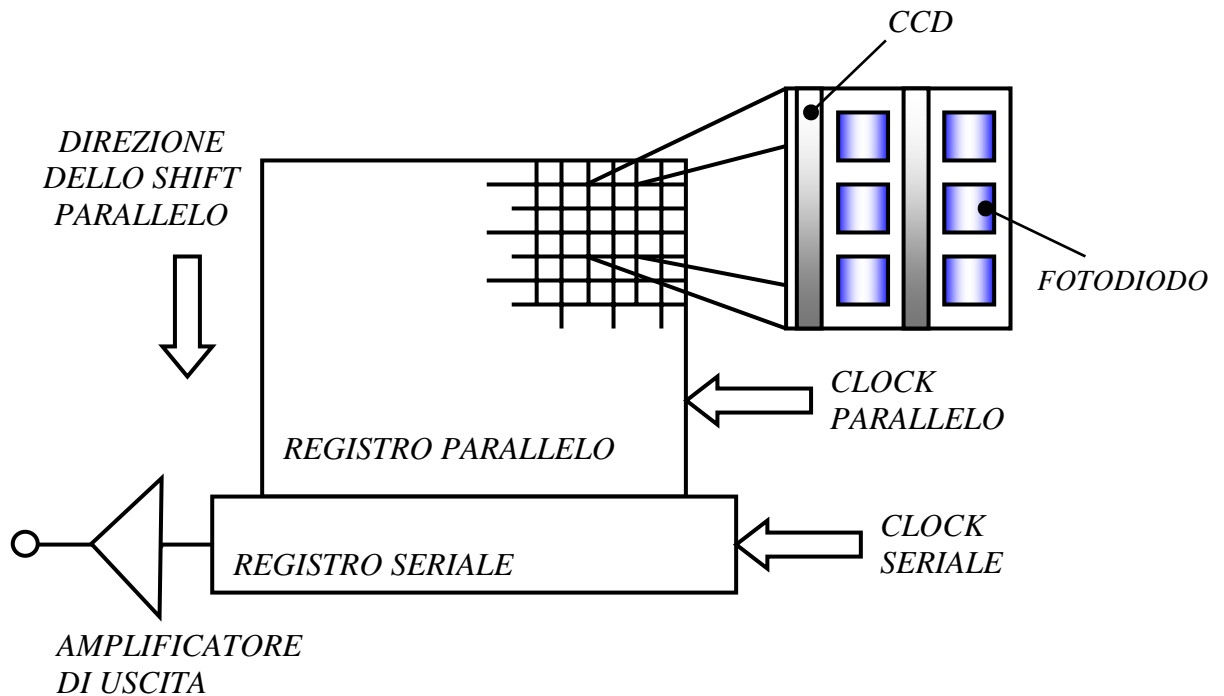 CCD
DIREZIONE
DELLO SHIFT
PARALLELO
FOTODIODO
CLOCK
PARALLELO
REGISTRO PARALLELO
CLOCK
SERIALE
REGISTRO SERIALE
AMPLIFICATORE
DI USCITA